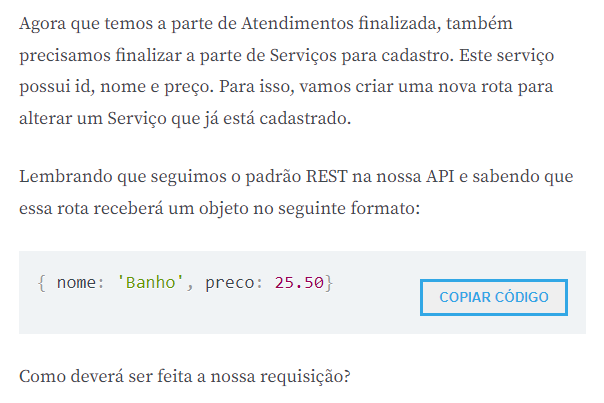 Agora que temos a parte de Atendimentos finalizada, também
precisamos finalizar a parte de Serviços para cadastro. Este serviço
possui id, nome e preço. Para isso, vamos criar uma nova rota para
alterar um Serviço que já está cadastrado.
Lembrando que seguimos o padrão REST na nossa API e sabendo que
essa rota receberá um objeto no seguinte formato:
{ nome: 'Banho', preco: 25.50}
COPIAR CÓDIGO
Como deverá ser feita a nossa requisição?